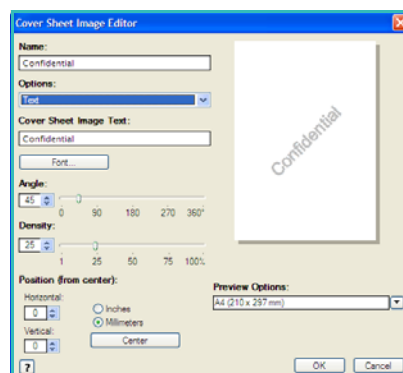 Cover Sheet Image Editor
Name:
Confidential
Options:
Text
Cover Sheet Image Text:
Confidential
Font...
Angle:
45
0 90 180 270 360°
Density:
25
1 25 50 75 100%
Position (from center):
Horizontal:
0
Inches
Millimeters
Vertical:
0
Center
Confidential
Preview Options:
A4 (210 x 297 mm)
?
OK Cancel